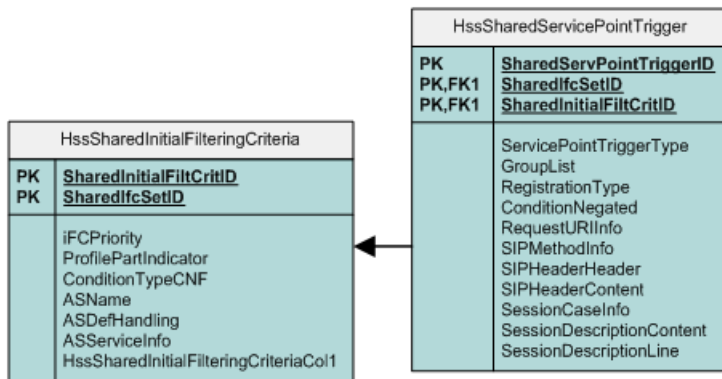 HssSharedServicePointTrigger
PK SharedServPointTriggerID
PK,FK1 SharedIfcSetID
PK,FK1 SharedInitialFiltCritID
ServicePointTriggerType
GroupList
RegistrationType
ConditionNegated
RequestURIInfo
SIPMethodInfo
SIPHeaderHeader
SIPHeaderContent
SessionCaseInfo
SessionDescriptionContent
SessionDescriptionLine
HssSharedInitialFilteringCriteria
PK SharedInitialFiltCritID
PK SharedIfcSetID
iFCPriority
ProfilePartIndicator
ConditionTypeCNF
ASName
ASDefHandling
ASServiceInfo
HssSharedInitialFilteringCriteriaCol1